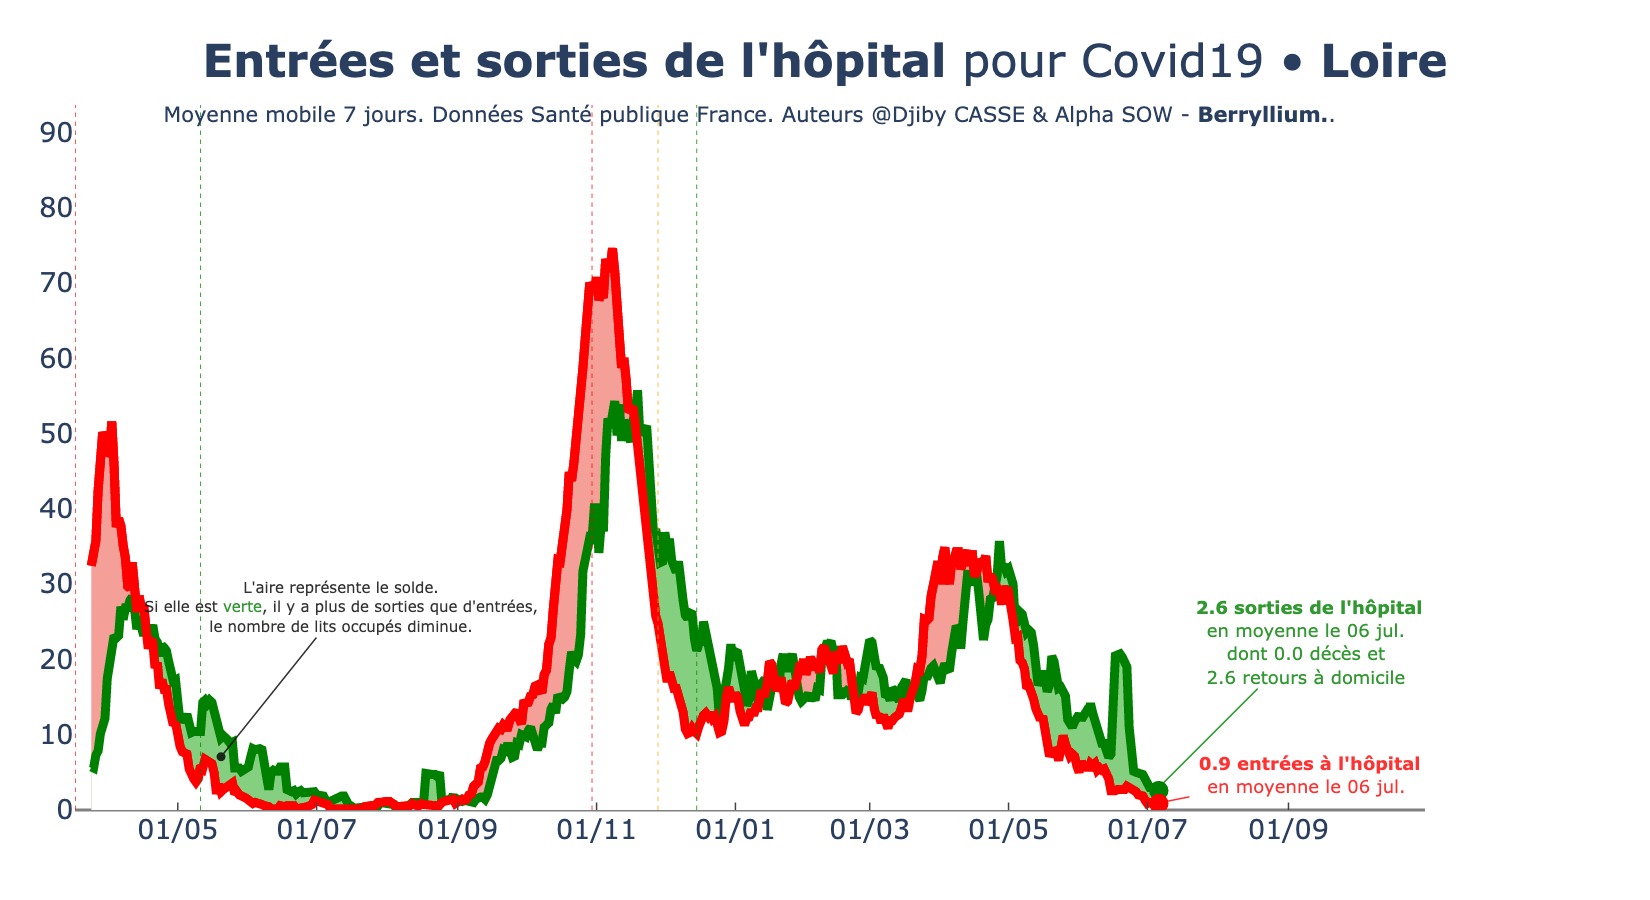 Entrées et sorties de l'hôpital pour Covid19 • Loire
Moyenne mobile 7 jours. Données Santé publique France. Auteurs @Djiby CASSE & Alpha SOW - Berryllium..
90
80
70
60
50
40
30
20
10
0
L'aire représente le solde.
Si elle est verte, il y a plus de sorties que d'entrées,
le nombre de lits occupés diminue.
2.6 sorties de l'hôpital
en moyenne le 06 jul.
dont 0.0 décès et
2.6 retours à domicile
0.9 entrées à l'hôpital
en moyenne le 06 jul.
01/05 01/07 01/09 01/11 01/01 01/03 01/05 01/07 01/09